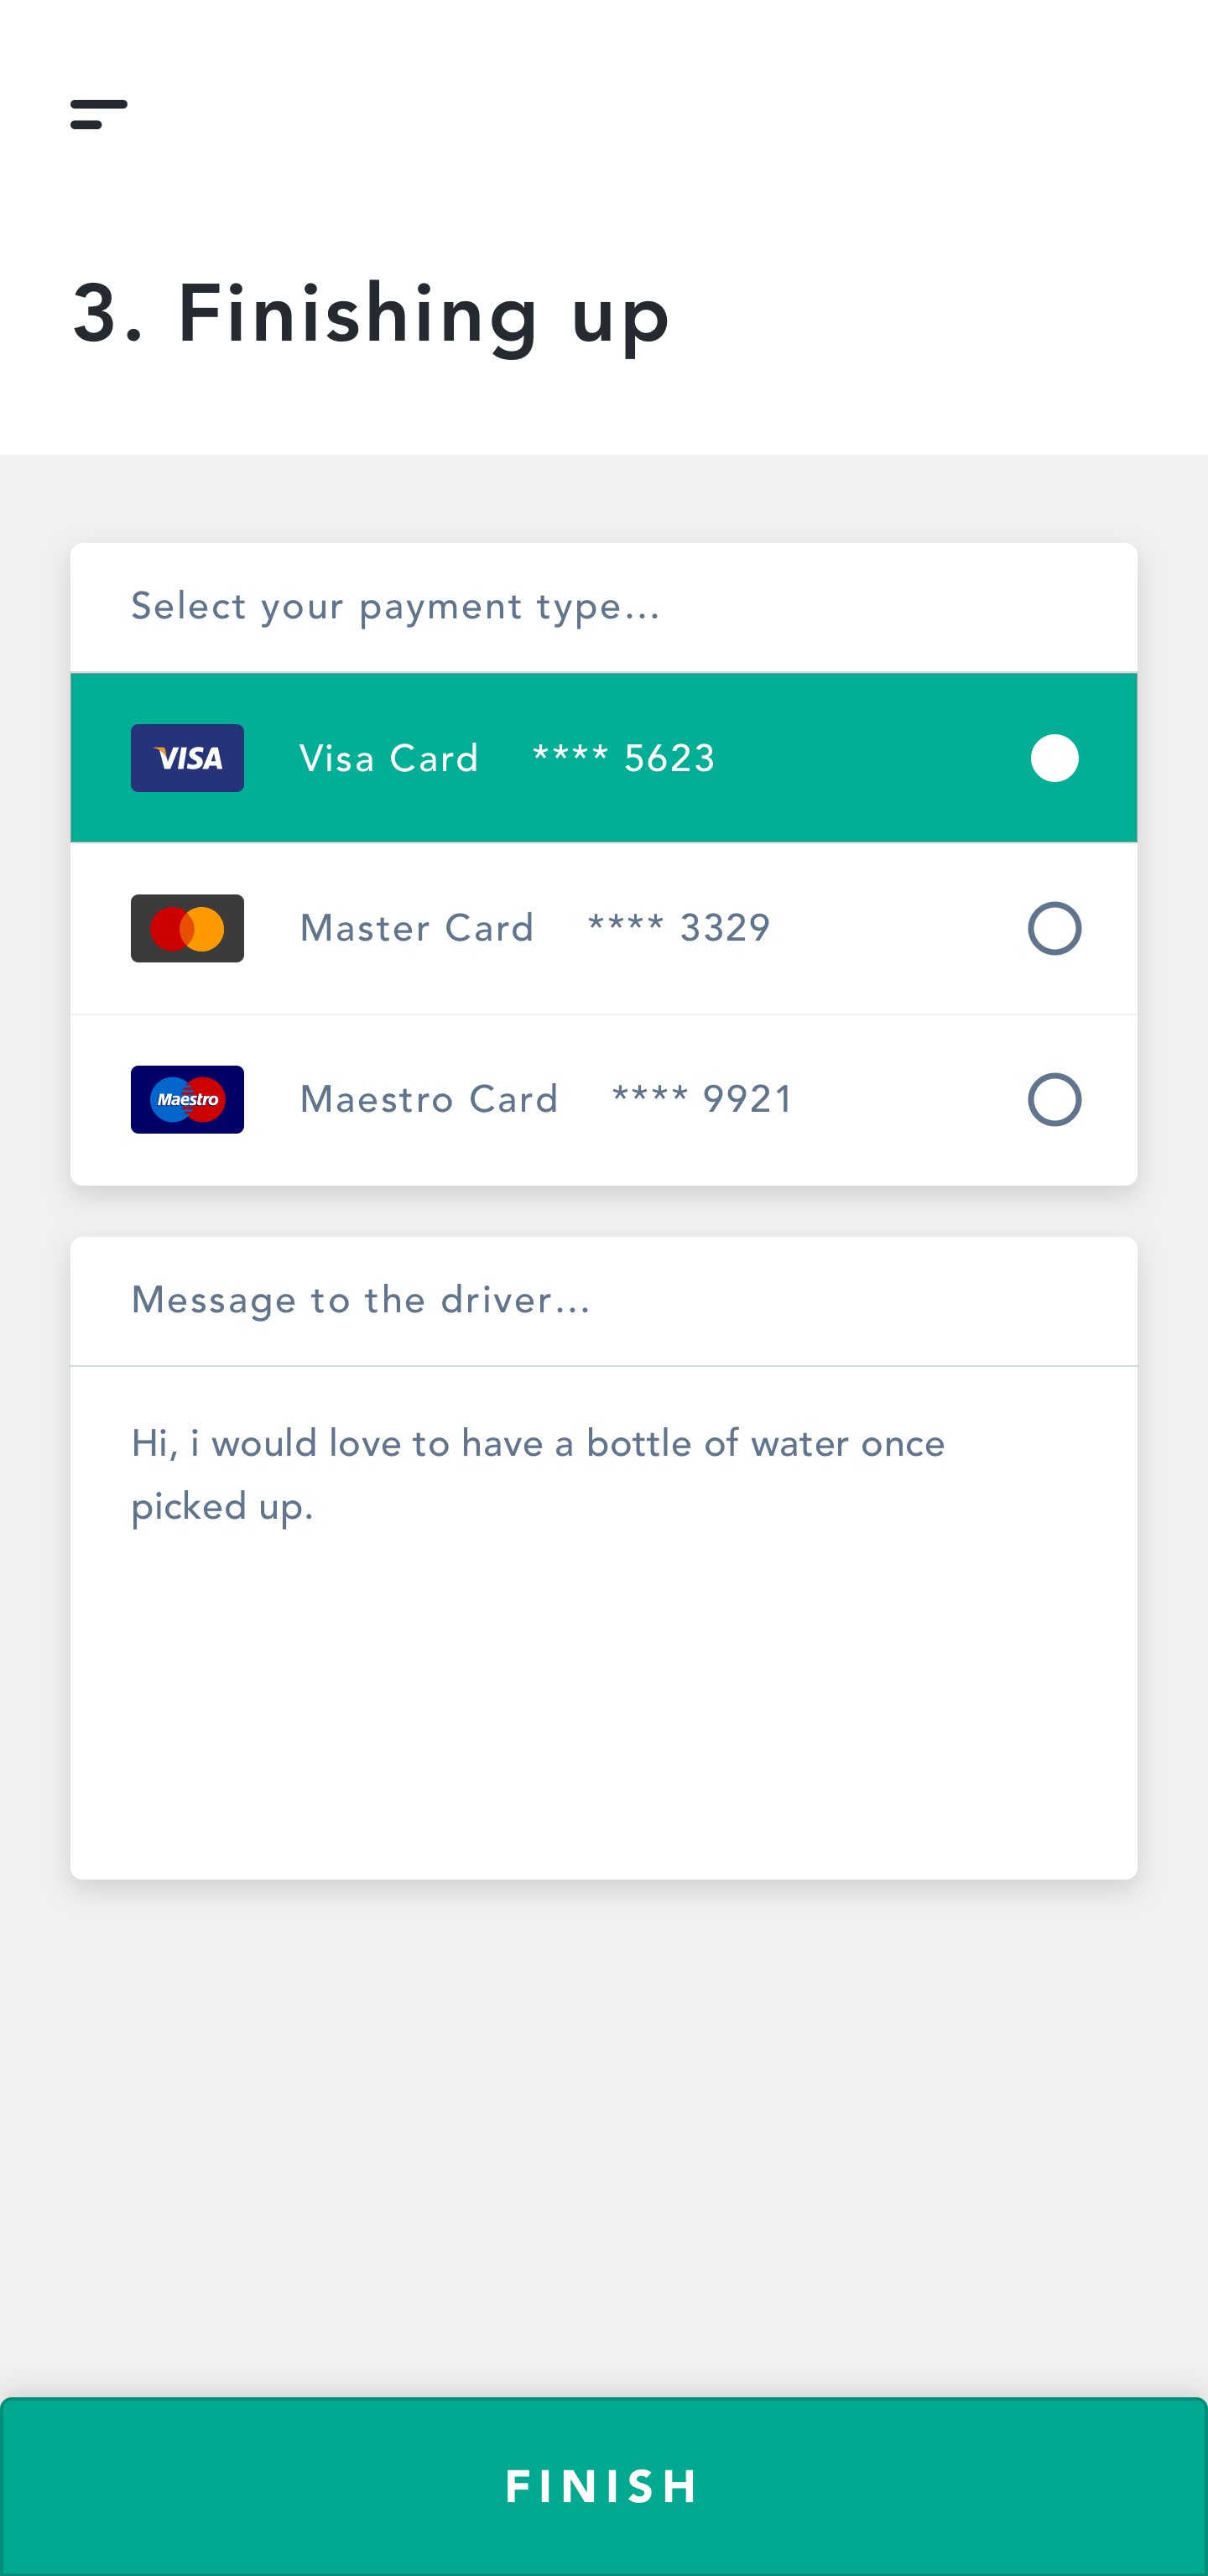 3. Finishing up
Select your payment type...
VISA Visa Card **** 5623
Master Card **** 3329
Maestro Maestro Card **** 9921
Message to the driver...
Hi, i would love to have a bottle of water once
picked up.
FINISH